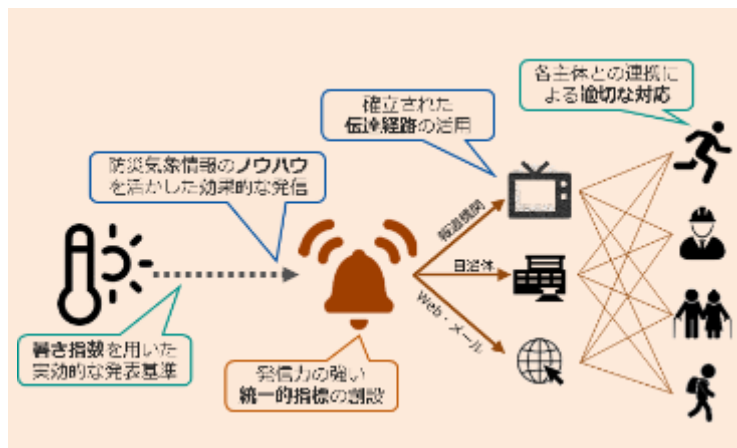 各主体との連携に
よる適切な対応
確立された
伝達経路の活用
防災気象情報のノウハウ
を活かした効果的な発信
報道機関
自治体
Web・メール
暑さ指数を用いた
実効的な発表基準
発信力の強い
統一的指標の創設